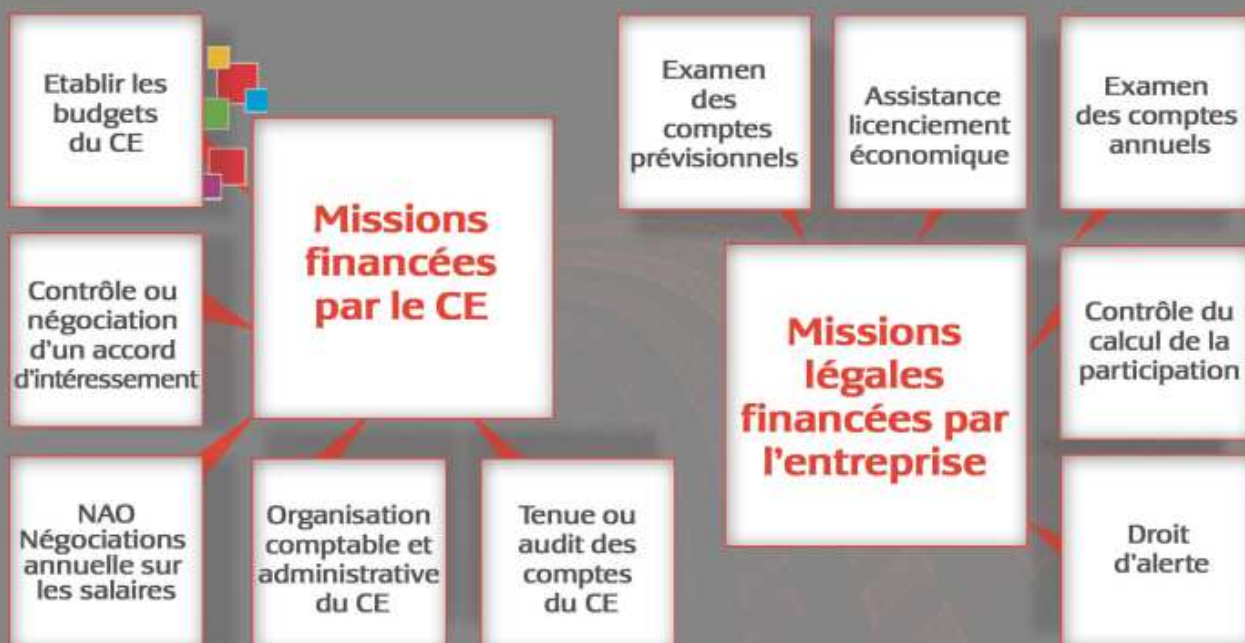 Etablir les
budgets
du CE
Missions
financées
par le CE
Contrôle ou
négociation
d'un accord
d'intéressement
NAO
Négociations
annuelle sur
les salaires
Organisation
comptable et
administrative
du CE
Tenue ou
audit des
comptes
du CE
Examen
des
comptes
prévisionnels
Assistance
licenciement
économique
Examen
des comptes
annuels
Missions
légales
financées par
l'entreprise
Contrôle du
calcul de la
participation
Droit
d'alerte